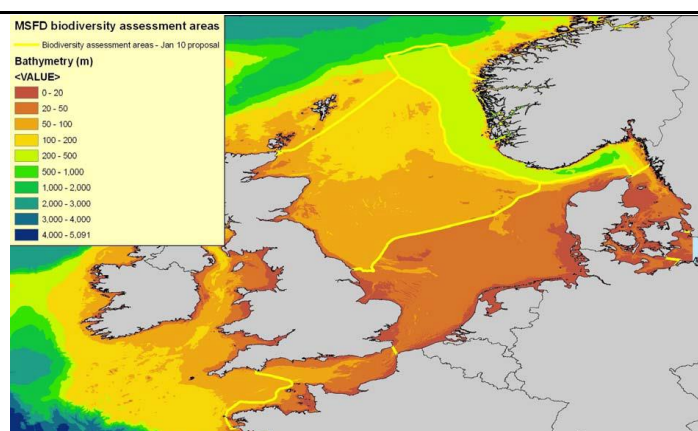 MSFD biodiversity assessment areas
Biodiversity assessment areas - Jan 10 proposal
Bathymetry (m)
<VALUE>
0 - 20
20 - 50
50 - 100
100 - 200
200 - 500
500 - 1,000
1,000 - 2,000
2,000 - 3,000
3,000 - 4,000
4,000 - 5,091